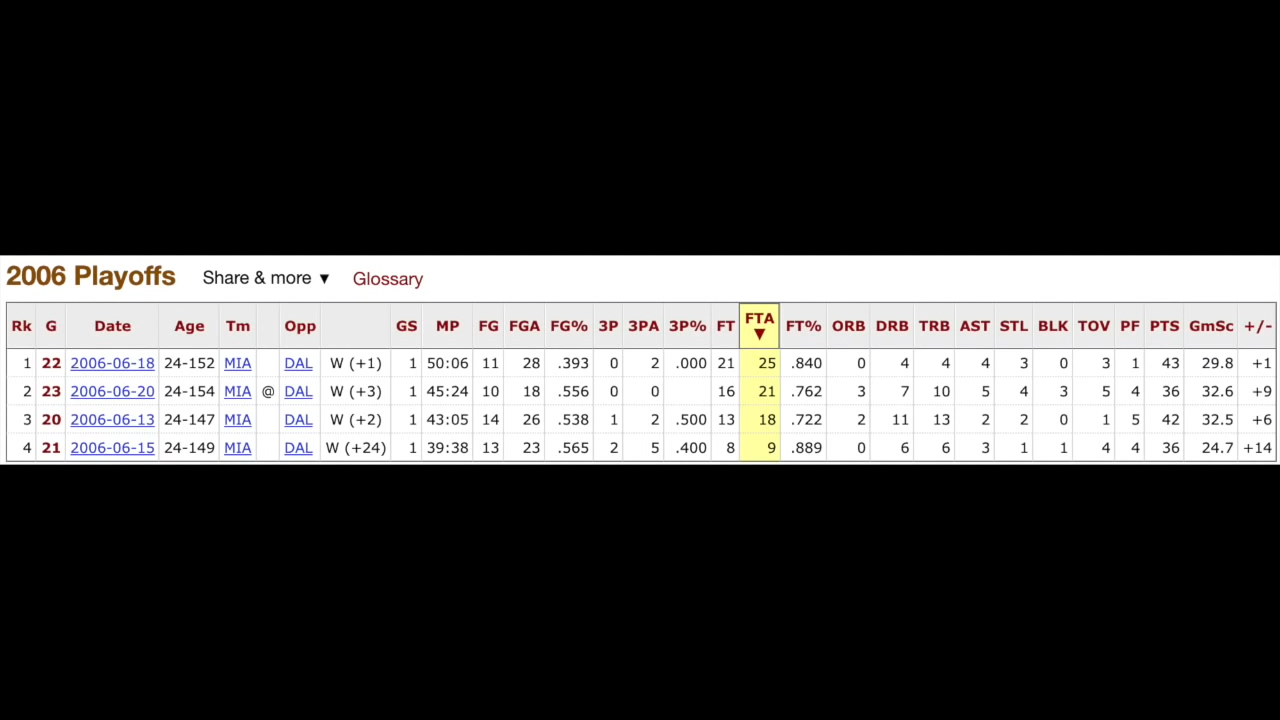 2006 Playoffs Share & more ▼ Glossary
Rk G Date Age Tm Opp GS MP FG FGA FG% 3P 3PA 3P% FT FTA ▼ FT% ORB DRB TRB AST STL BLK TOV PF PTS GmSc +/-
1 22 2006-06-18 24-152 MIA DAL W (+1) 1 50:06 11 28 .393 0 2 .000 21 25 .840 0 4 4 4 3 0 3 1 43 29.8 +1
2 23 2006-06-20 24-154 MIA @ DAL W (+3) 1 45:24 10 18 .556 0 0 16 21 .762 3 7 10 5 4 3 5 4 36 32.6 +9
3 20 2006-06-13 24-147 MIA DAL W (+2) 1 43:05 14 26 .538 1 2 .500 13 18 .722 2 11 13 2 2 0 1 5 42 32.5 +6
4 21 2006-06-15 24-149 MIA DAL W (+24) 1 39:38 13 23 .565 2 5 .400 8 9 .889 0 6 6 3 1 1 4 4 36 24.7 +14